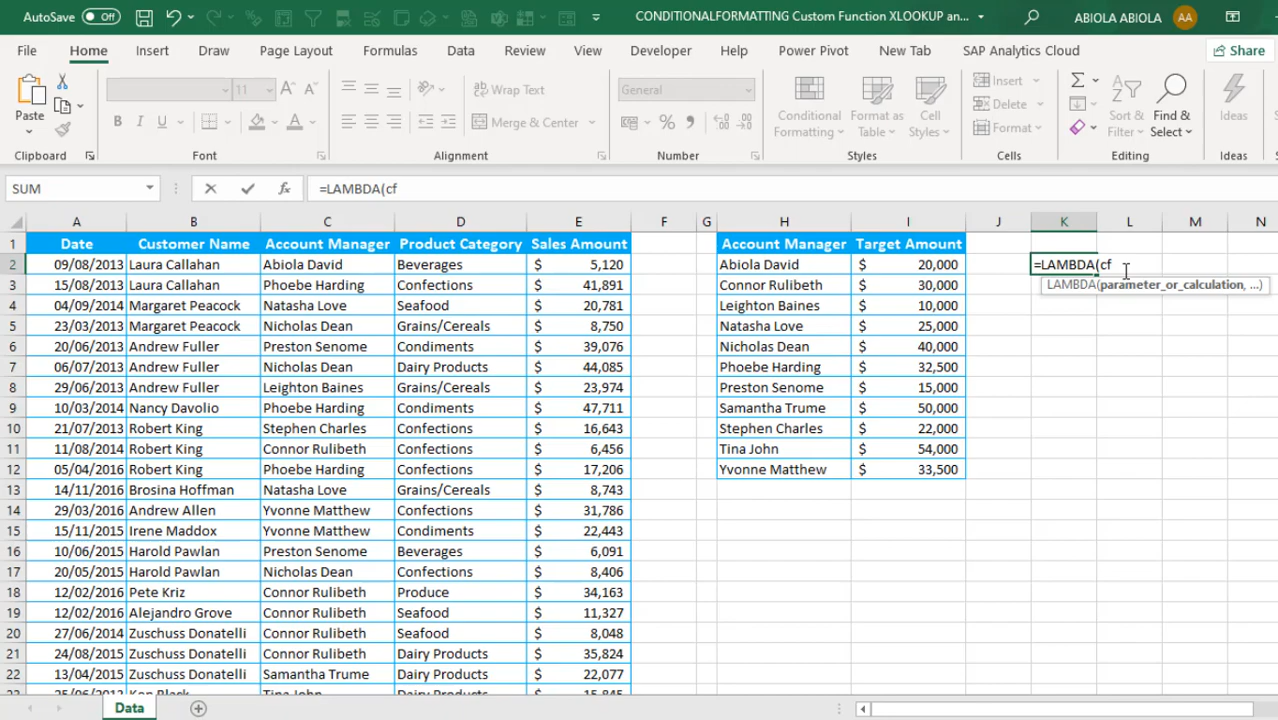 AutoSave Off CONDITIONALFORMATTING Custom Function XLOOKUP an... ABIOLA ABIOLA AA
File Home Insert Draw Page Layout Formulas Data Review View Developer Help Power Pivot New Tab SAP Analytics Cloud Share
Paste 11 A A Wrap Text General Conditional Formatting Format as Table Cell Styles Insert Delete Format Sort & Filter Find & Select Ideas
B I U A Merge & Center
Clipboard Font Alignment Number Styles Cells Editing Ideas
SUM fx =LAMBDA(cf
A B C D E F G H I J K L M N
1 Date Customer Name Account Manager Product Category Sales Amount Account Manager Target Amount
2 09/08/2013 Laura Callahan Abiola David Beverages $ 5,120 Abiola David $ 20,000 =LAMBDA(cf
3 15/08/2013 Laura Callahan Phoebe Harding Confections $ 41,891 Connor Rulibeth $ 30,000 LAMBDA(parameter_or_calculation, ...)
4 04/09/2014 Margaret Peacock Natasha Love Seafood $ 20,781 Leighton Baines $ 10,000
5 23/03/2013 Margaret Peacock Nicholas Dean Grains/Cereals $ 8,750 Natasha Love $ 25,000
6 20/06/2013 Andrew Fuller Preston Senome Condiments $ 39,076 Nicholas Dean $ 40,000
7 06/07/2013 Andrew Fuller Nicholas Dean Dairy Products $ 44,085 Phoebe Harding $ 32,500
8 29/06/2013 Andrew Fuller Leighton Baines Grains/Cereals $ 23,974 Preston Senome $ 15,000
9 10/03/2014 Nancy Davolio Phoebe Harding Condiments $ 47,711 Samantha Trume $ 50,000
10 21/07/2013 Robert King Stephen Charles Confections $ 16,643 Stephen Charles $ 22,000
11 11/08/2014 Robert King Connor Rulibeth Confections $ 6,456 Tina John $ 54,000
12 05/04/2016 Robert King Phoebe Harding Confections $ 17,206 Yvonne Matthew $ 33,500
13 14/11/2016 Brosina Hoffman Natasha Love Grains/Cereals $ 8,743
14 29/03/2016 Andrew Allen Yvonne Matthew Confections $ 31,786
15 15/11/2015 Irene Maddox Yvonne Matthew Condiments $ 22,443
16 10/06/2015 Harold Pawlan Preston Senome Beverages $ 6,091
17 20/05/2015 Harold Pawlan Nicholas Dean Confections $ 8,406
18 12/02/2016 Pete Kriz Connor Rulibeth Produce $ 34,163
19 12/02/2016 Alejandro Grove Connor Rulibeth Seafood $ 11,327
20 27/06/2014 Zuschuss Donatelli Connor Rulibeth Seafood $ 8,048
21 24/08/2015 Zuschuss Donatelli Connor Rulibeth Dairy Products $ 35,824
22 13/04/2015 Zuschuss Donatelli Samantha Trume Dairy Products $ 22,077
Data